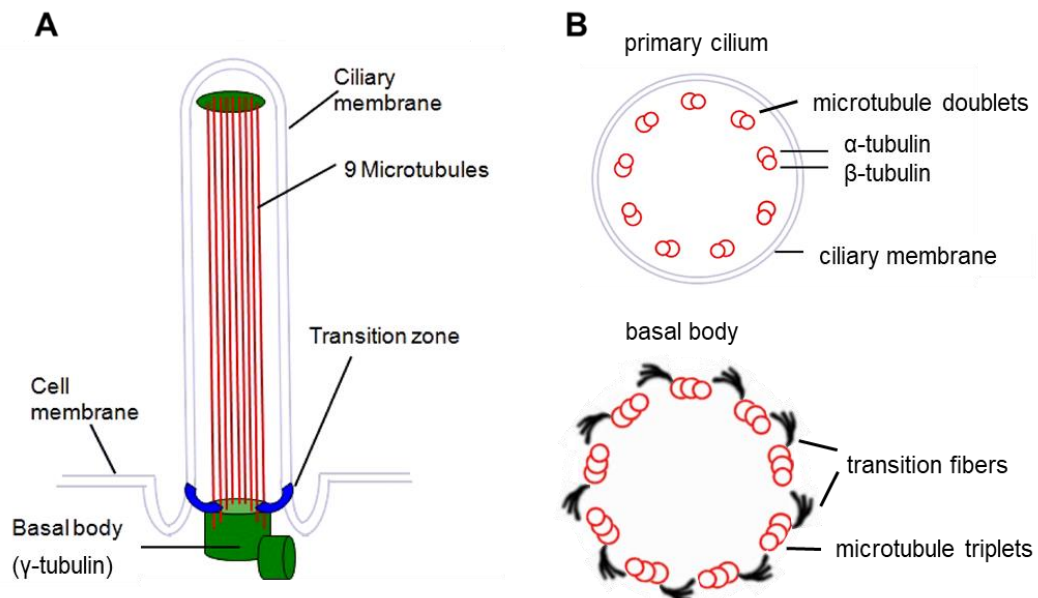 A
Ciliary
membrane
9 Microtubules
Transition zone
Cell
membrane
Basal body
(γ-tubulin)
B
primary cilium
microtubule doublets
α-tubulin
β-tubulin
ciliary membrane
basal body
transition fibers
microtubule triplets